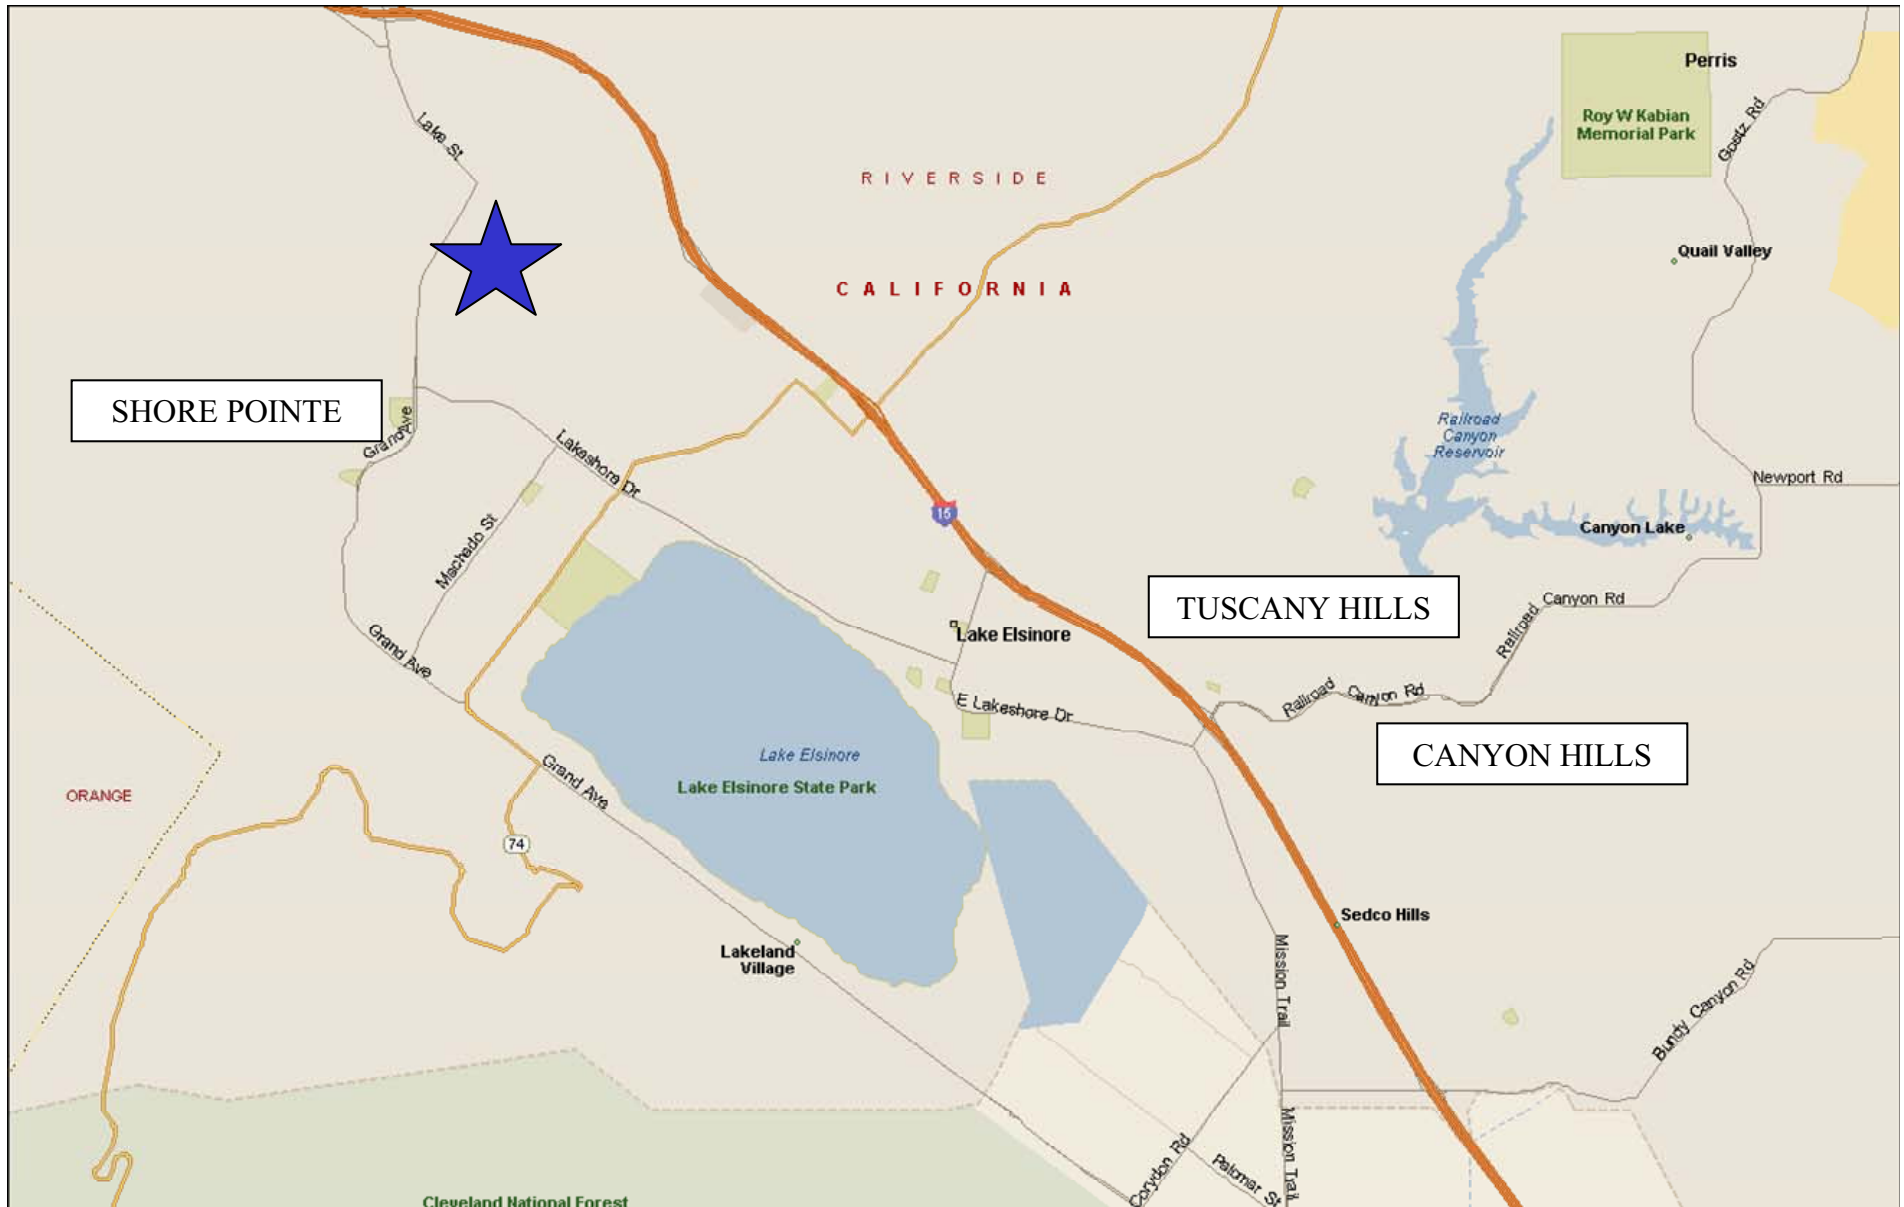 Perris
Roy W Kabian
Memorial Park
Goetz Rd
Lake St
RIVERSIDE
Quail Valley
CALIFORNIA
SHORE POINTE
Grand Ave
Lakeshore Dr
Railroad
Canyon
Reservoir
Newport Rd
15
Canyon Lake
Machado St
TUSCANY HILLS
Canyon Rd
Railroad
Lake Elsinore
Grand Ave
Railroad Canyon Rd
E Lakeshore Dr
CANYON HILLS
Lake Elsinore
Lake Elsinore State Park
Grand Ave
ORANGE
74
Sedco Hills
Lakeland
Village
Mission Trail
Bundy Canyon Rd
Mission Trail
Corydon Rd
Palomar St
Cleveland National Forest